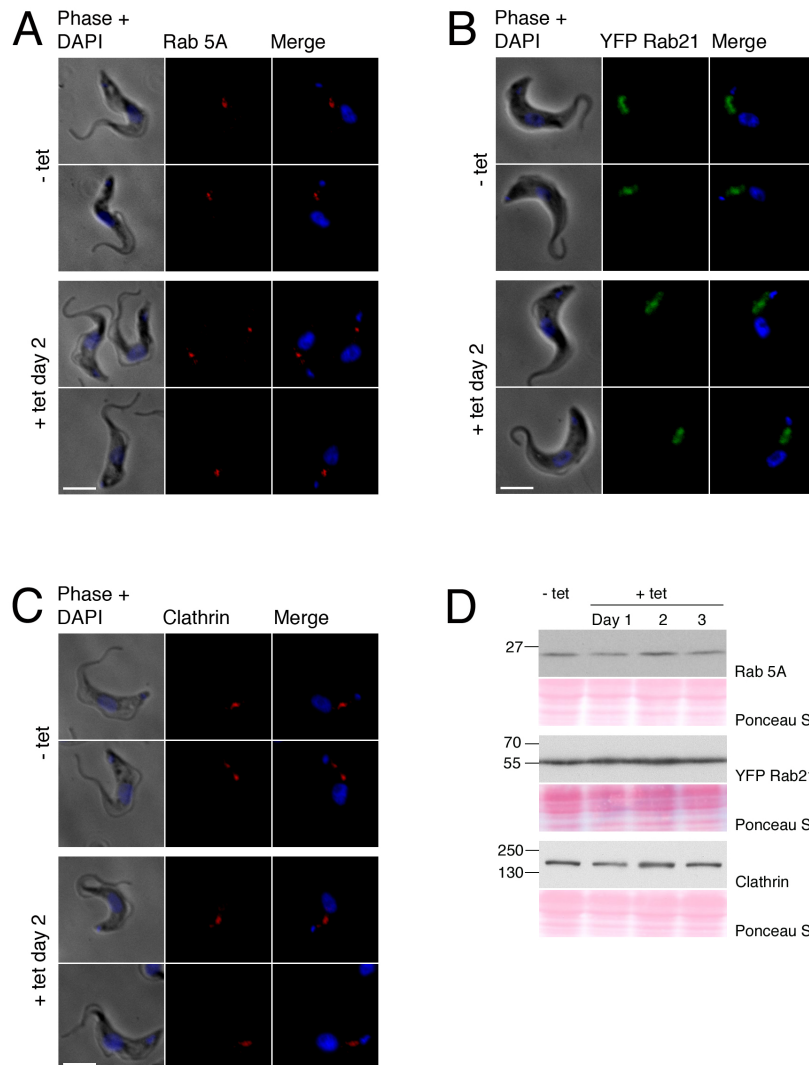 A
Phase +
DAPI Rab 5A Merge
- tet
+ tet day 2
B
Phase +
DAPI YFP Rab21 Merge
- tet
+ tet day 2
C
Phase +
DAPI Clathrin Merge
- tet
+ tet day 2
D
- tet + tet
Day 1 2 3
27
Rab 5A
Ponceau S
70
55
YFP Rab21
Ponceau S
250
130
Clathrin
Ponceau S